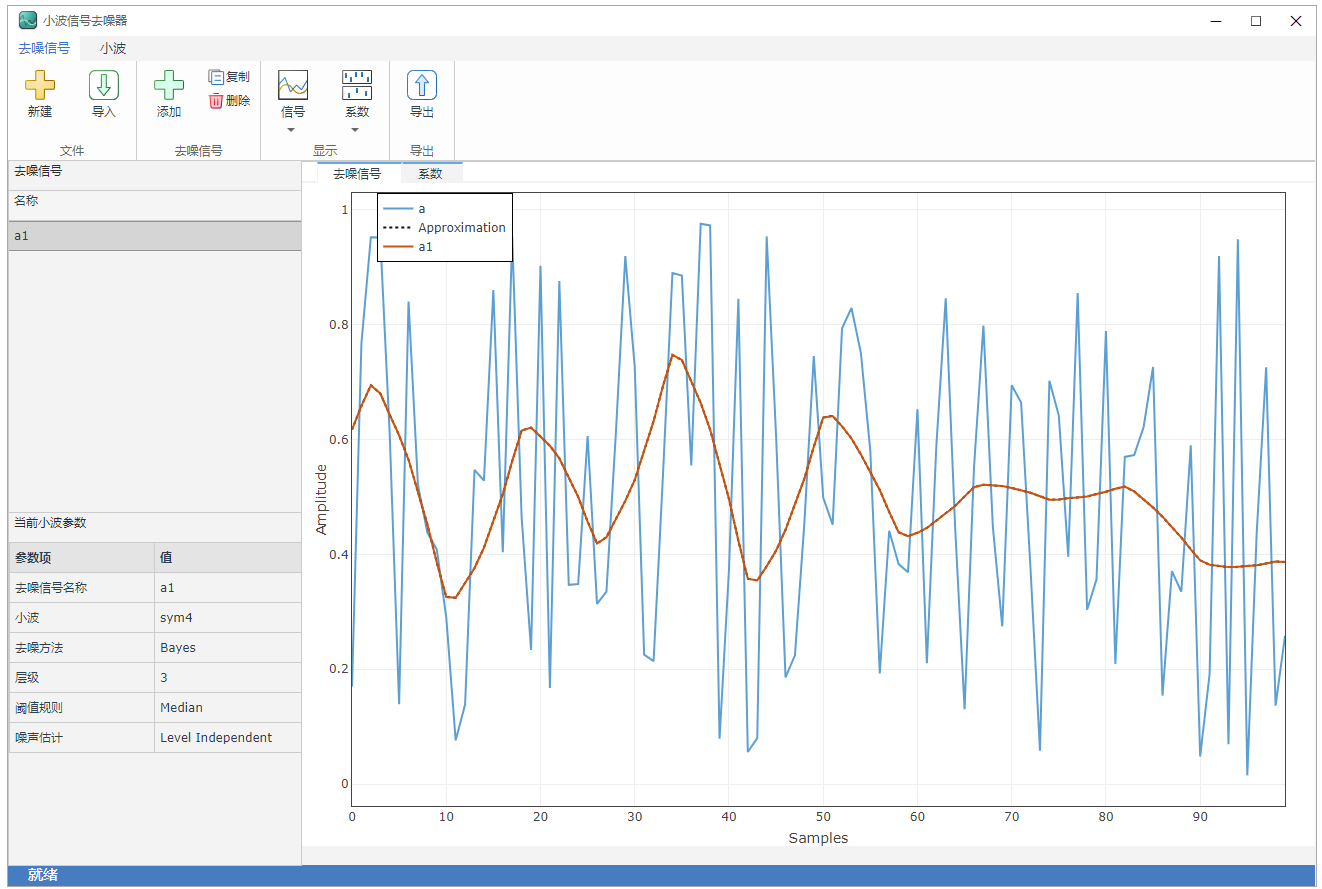 小波信号去噪器
去噪信号 小波
新建 导入 添加 复制 删除 信号 系数 导出
文件 去噪信号 显示 导出
去噪信号
名称
a1
当前小波参数
参数项 值
去噪信号名称 a1
小波 sym4
去噪方法 Bayes
层级 3
阈值规则 Median
噪声估计 Level Independent
去噪信号 系数
a
Approximation
a1
Amplitude
1
0.8
0.6
0.4
0.2
0
0 10 20 30 40 50 60 70 80 90
Samples
就绪